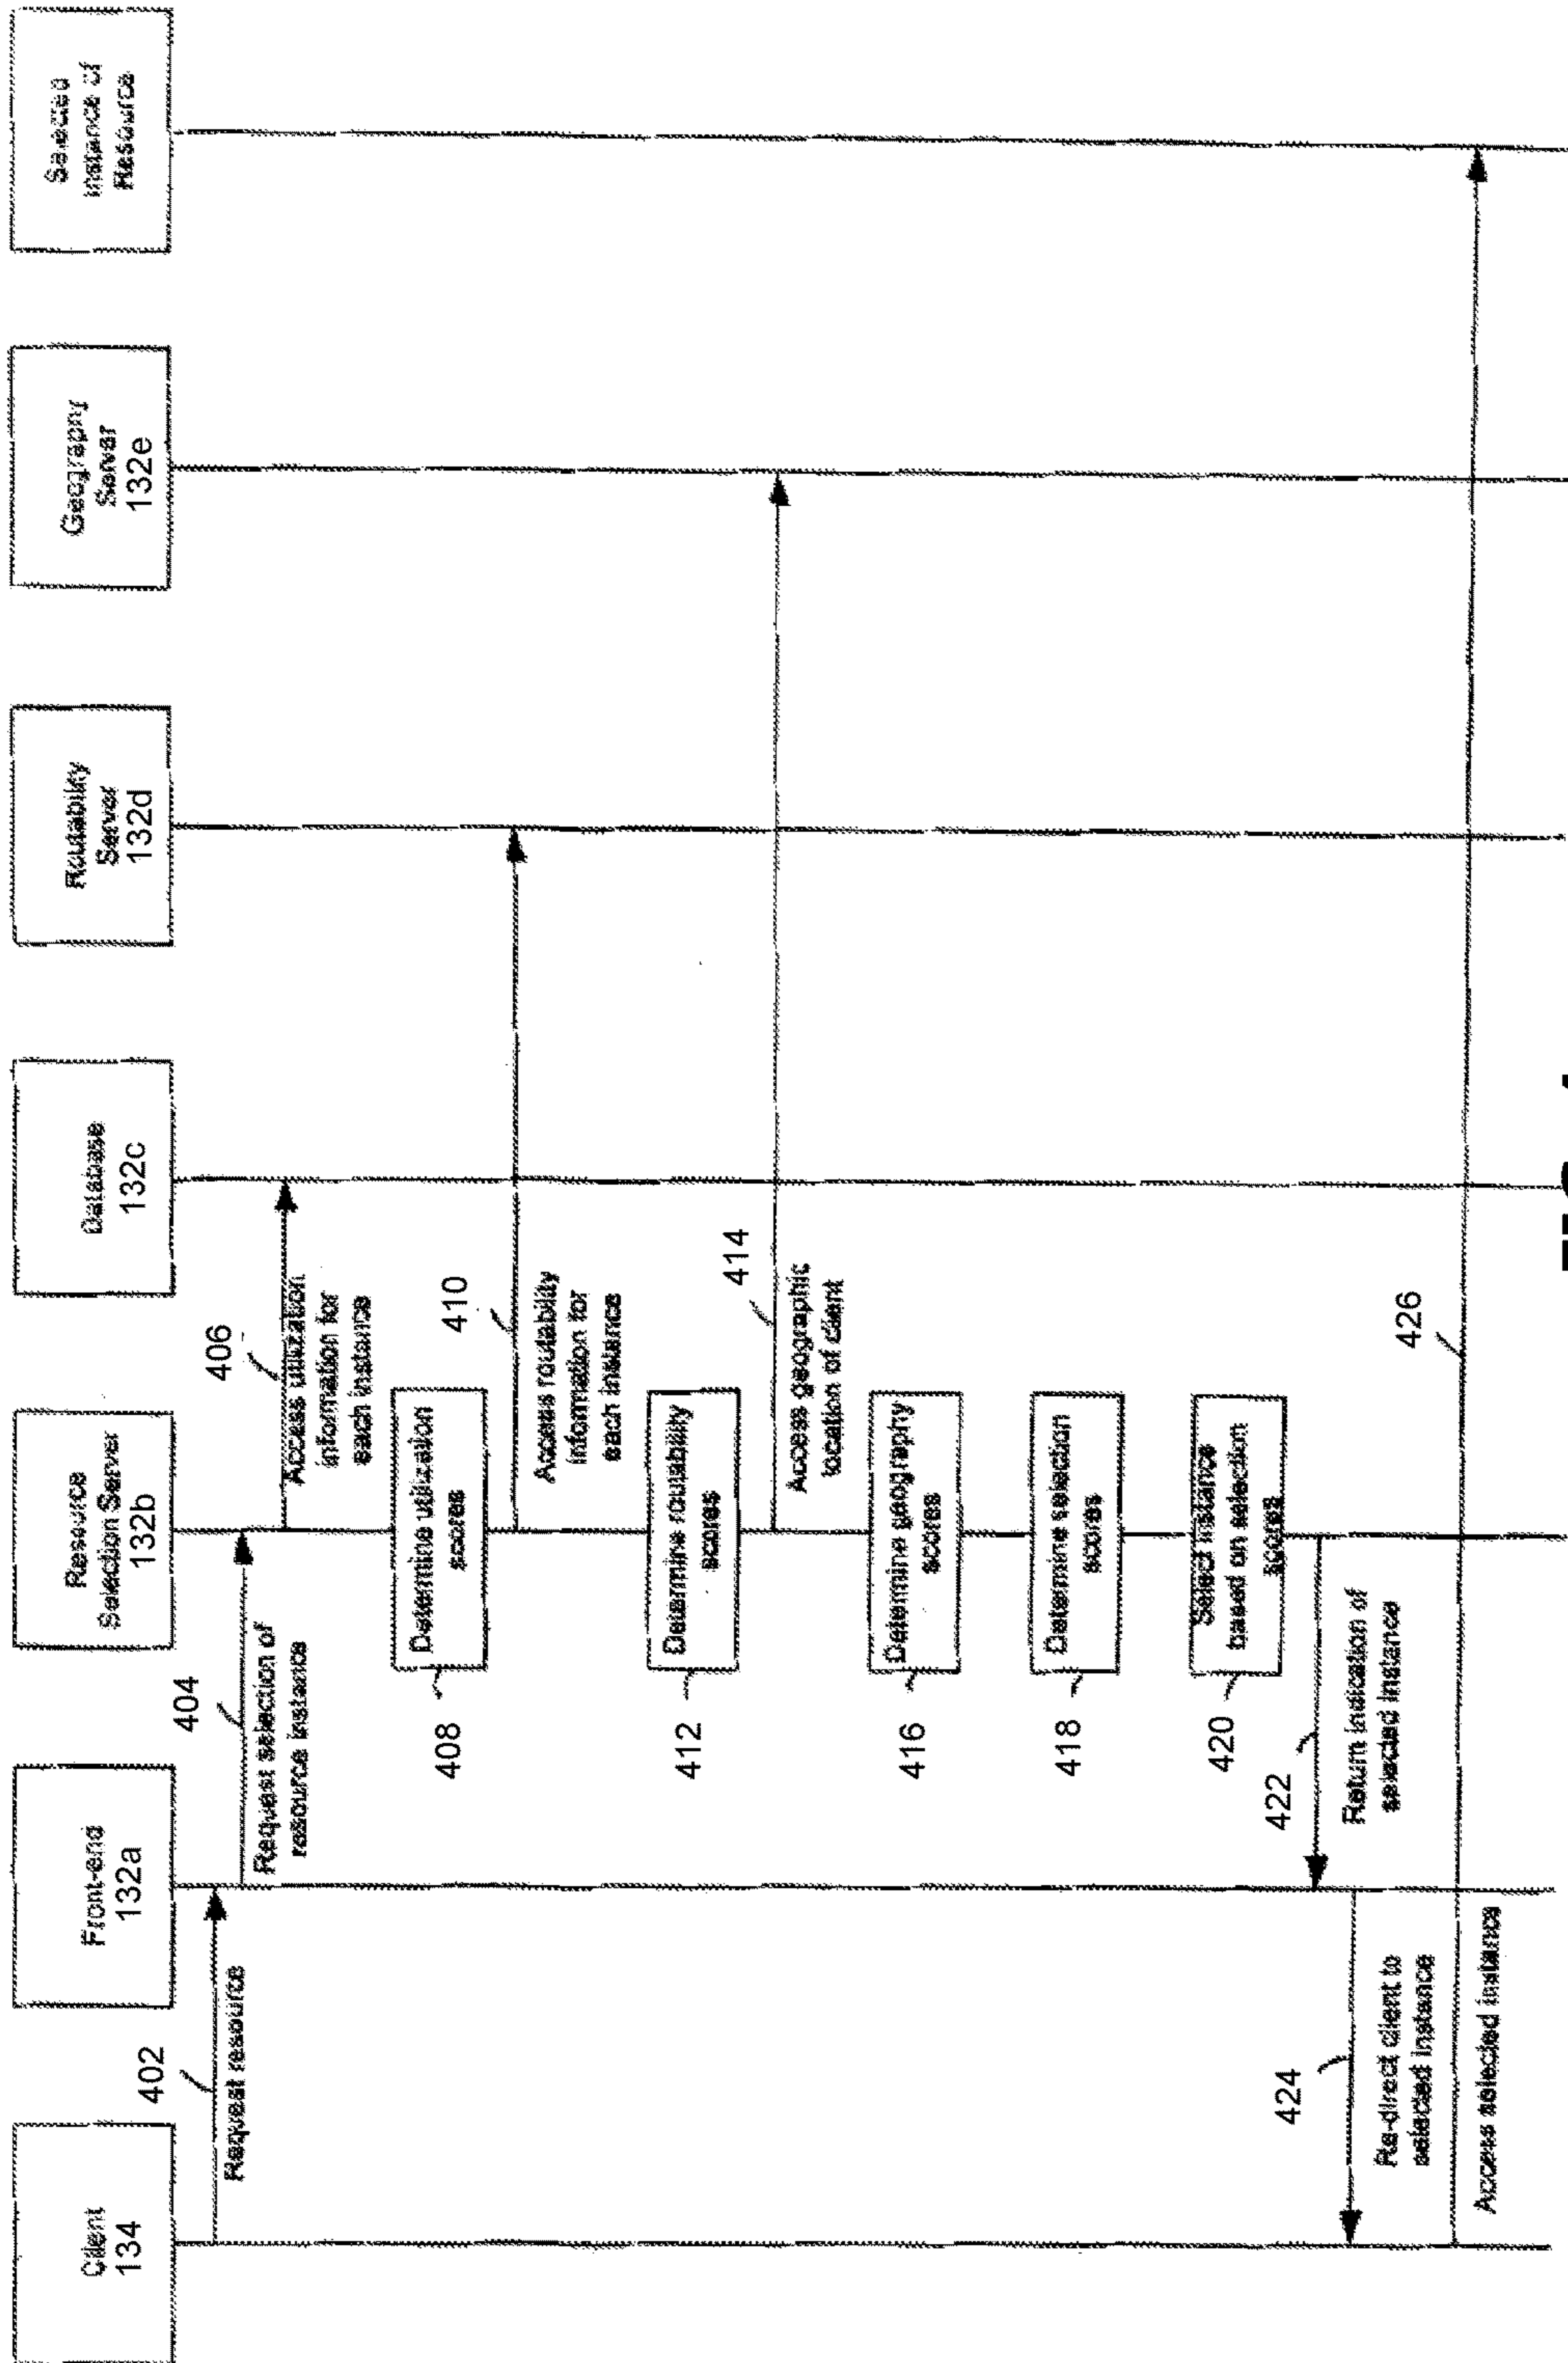 Client
134
Front-end
132a
Resource
Selection Server
132b
Database
132c
Routability
Server
132d
Geography
Server
132e
Selected
Instance of
Resource
402
Request resource
404
Request selection of
resource instance
406
Access utilization
information for
each instance
408
Determine utilization
scores
410
Access routability
information for
each instance
412
Determine routability
scores
414
Access geographic
location of client
416
Determine geography
scores
418
Determine selection
scores
420
Select instance
based on selection
scores
422
Return indication of
selected instance
424
Re-direct client to
selected instance
426
Access selected instance